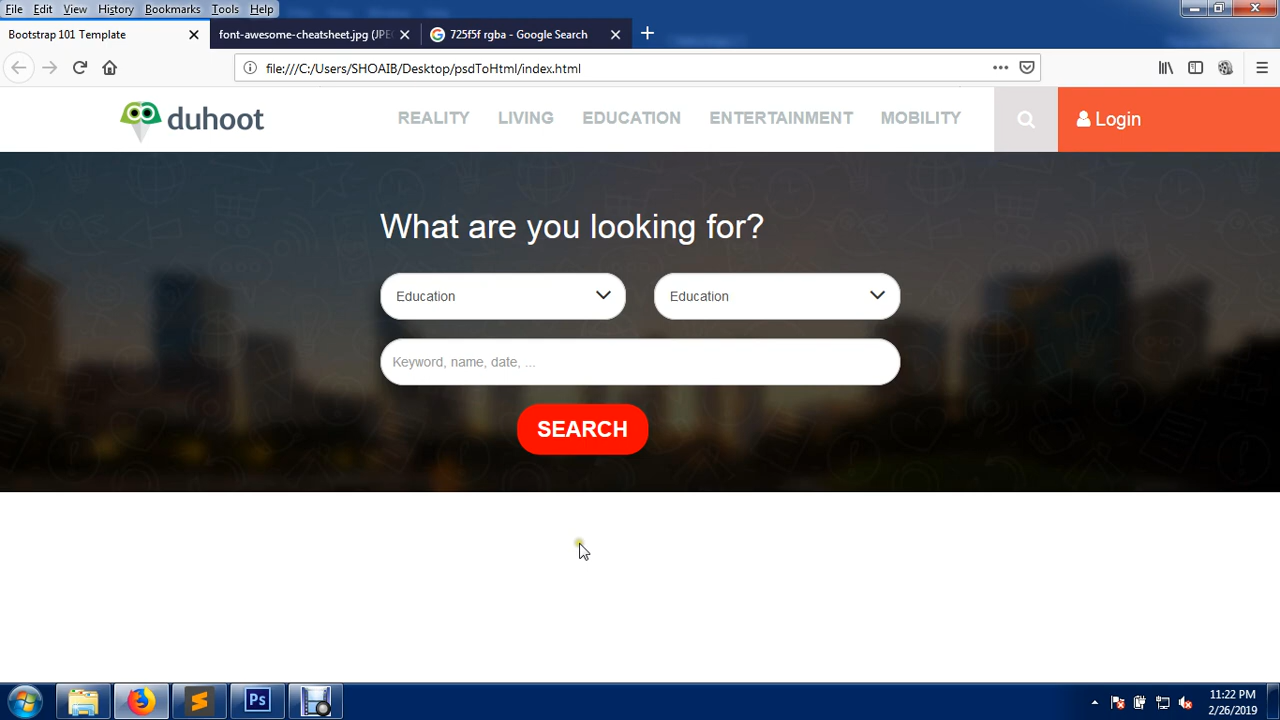 File Edit View History Bookmarks Tools Help
Bootstrap 101 Template
font-awesome-cheatsheet.jpg (JPE
725f5f rgba - Google Search
file:///C:/Users/SHOAIB/Desktop/psdToHtml/index.html
duhoot
REALITY LIVING EDUCATION ENTERTAINMENT MOBILITY
Login
What are you looking for?
Education
Education
Keyword, name, date, ...
SEARCH
Ps
11:22 PM
2/26/2019